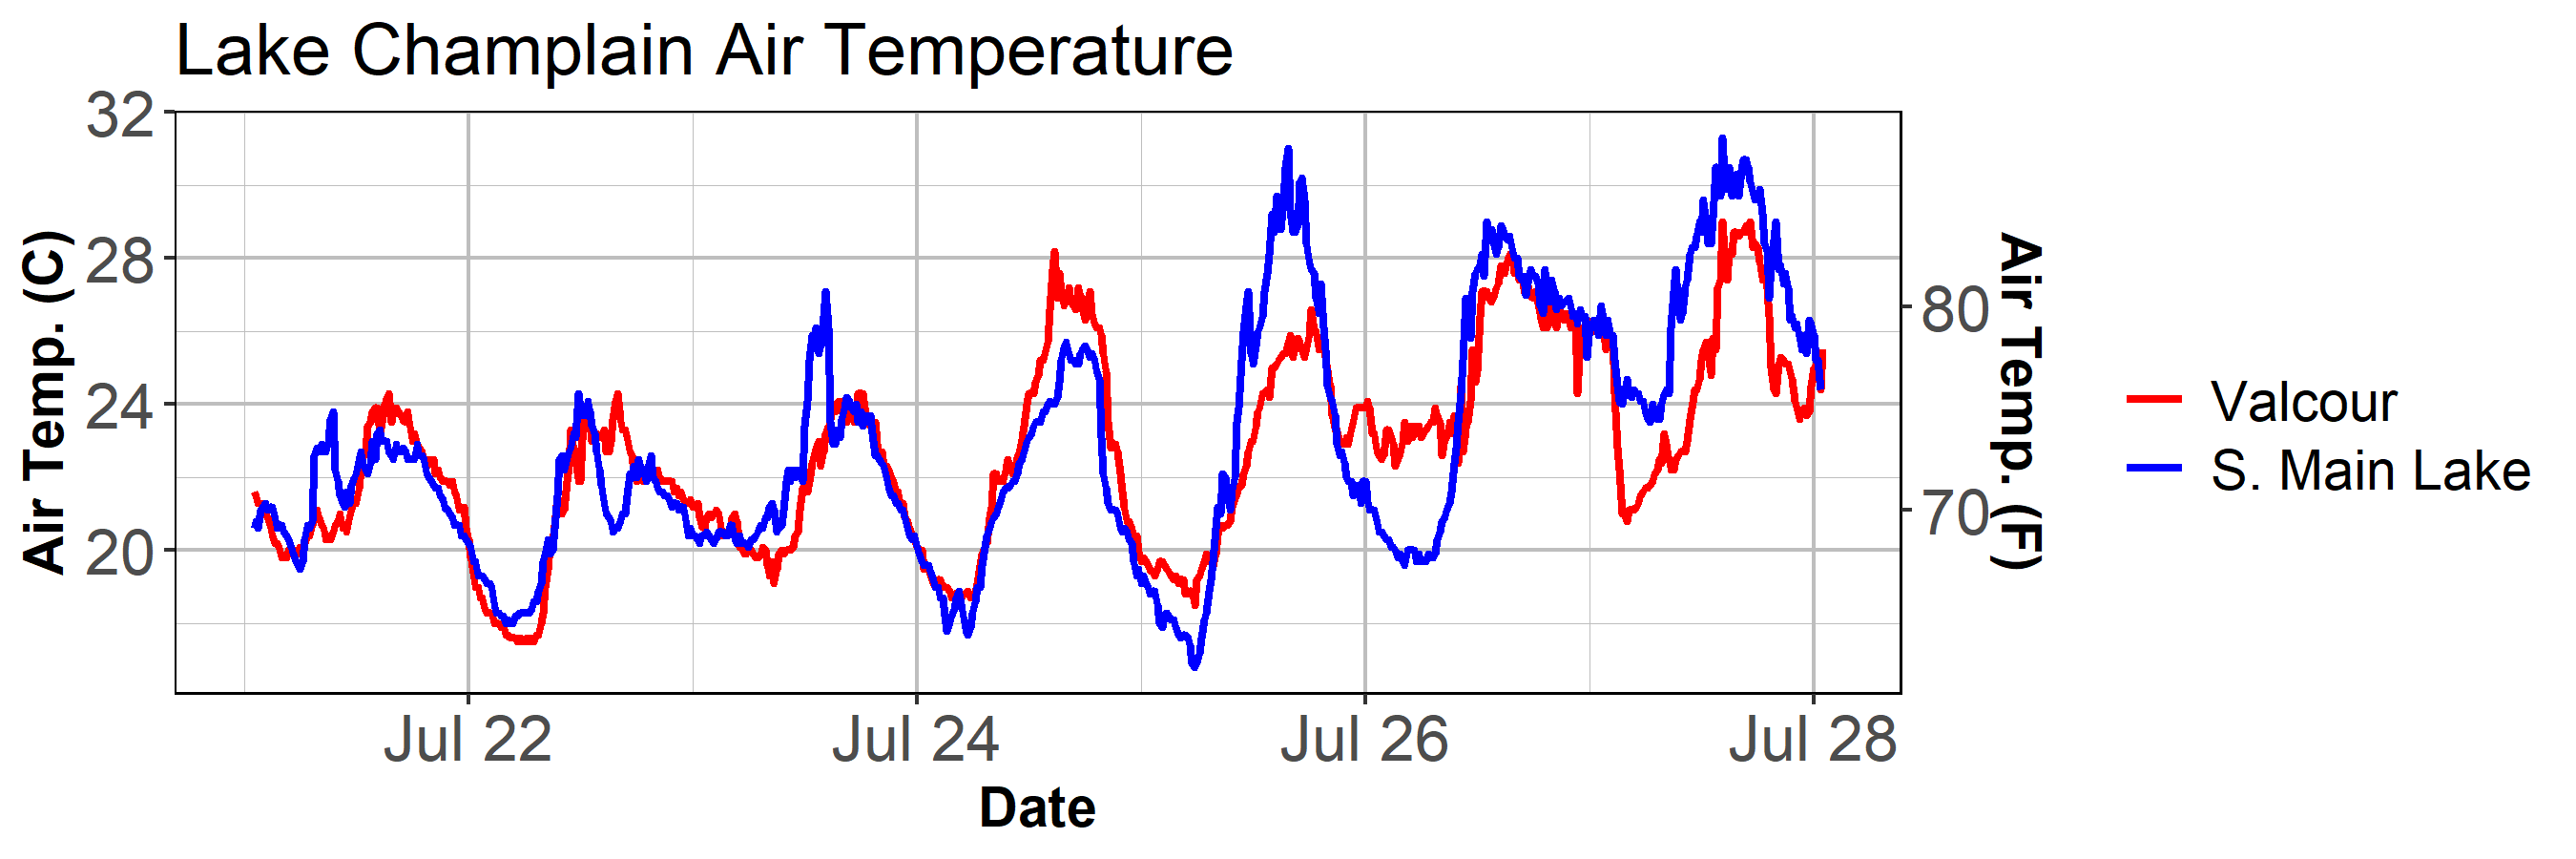 Lake Champlain Air Temperature
Air Temp. (C)
32
28
24
20
Air Temp. (F)
80
70
Jul 22
Jul 24
Jul 26
Jul 28
Date
Valcour
S. Main Lake